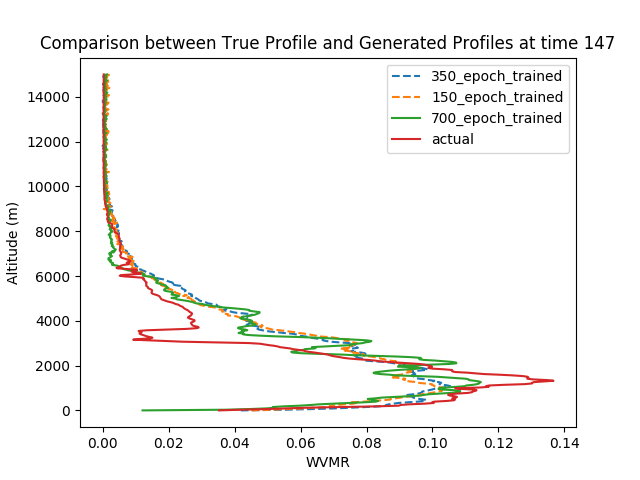 Comparison between True Profile and Generated Profiles at time 147
350_epoch_trained
150_epoch_trained
700_epoch_trained
actual
Altitude (m)
14000
12000
10000
8000
6000
4000
2000
0
0.00 0.02 0.04 0.06 0.08 0.10 0.12 0.14
WVMR